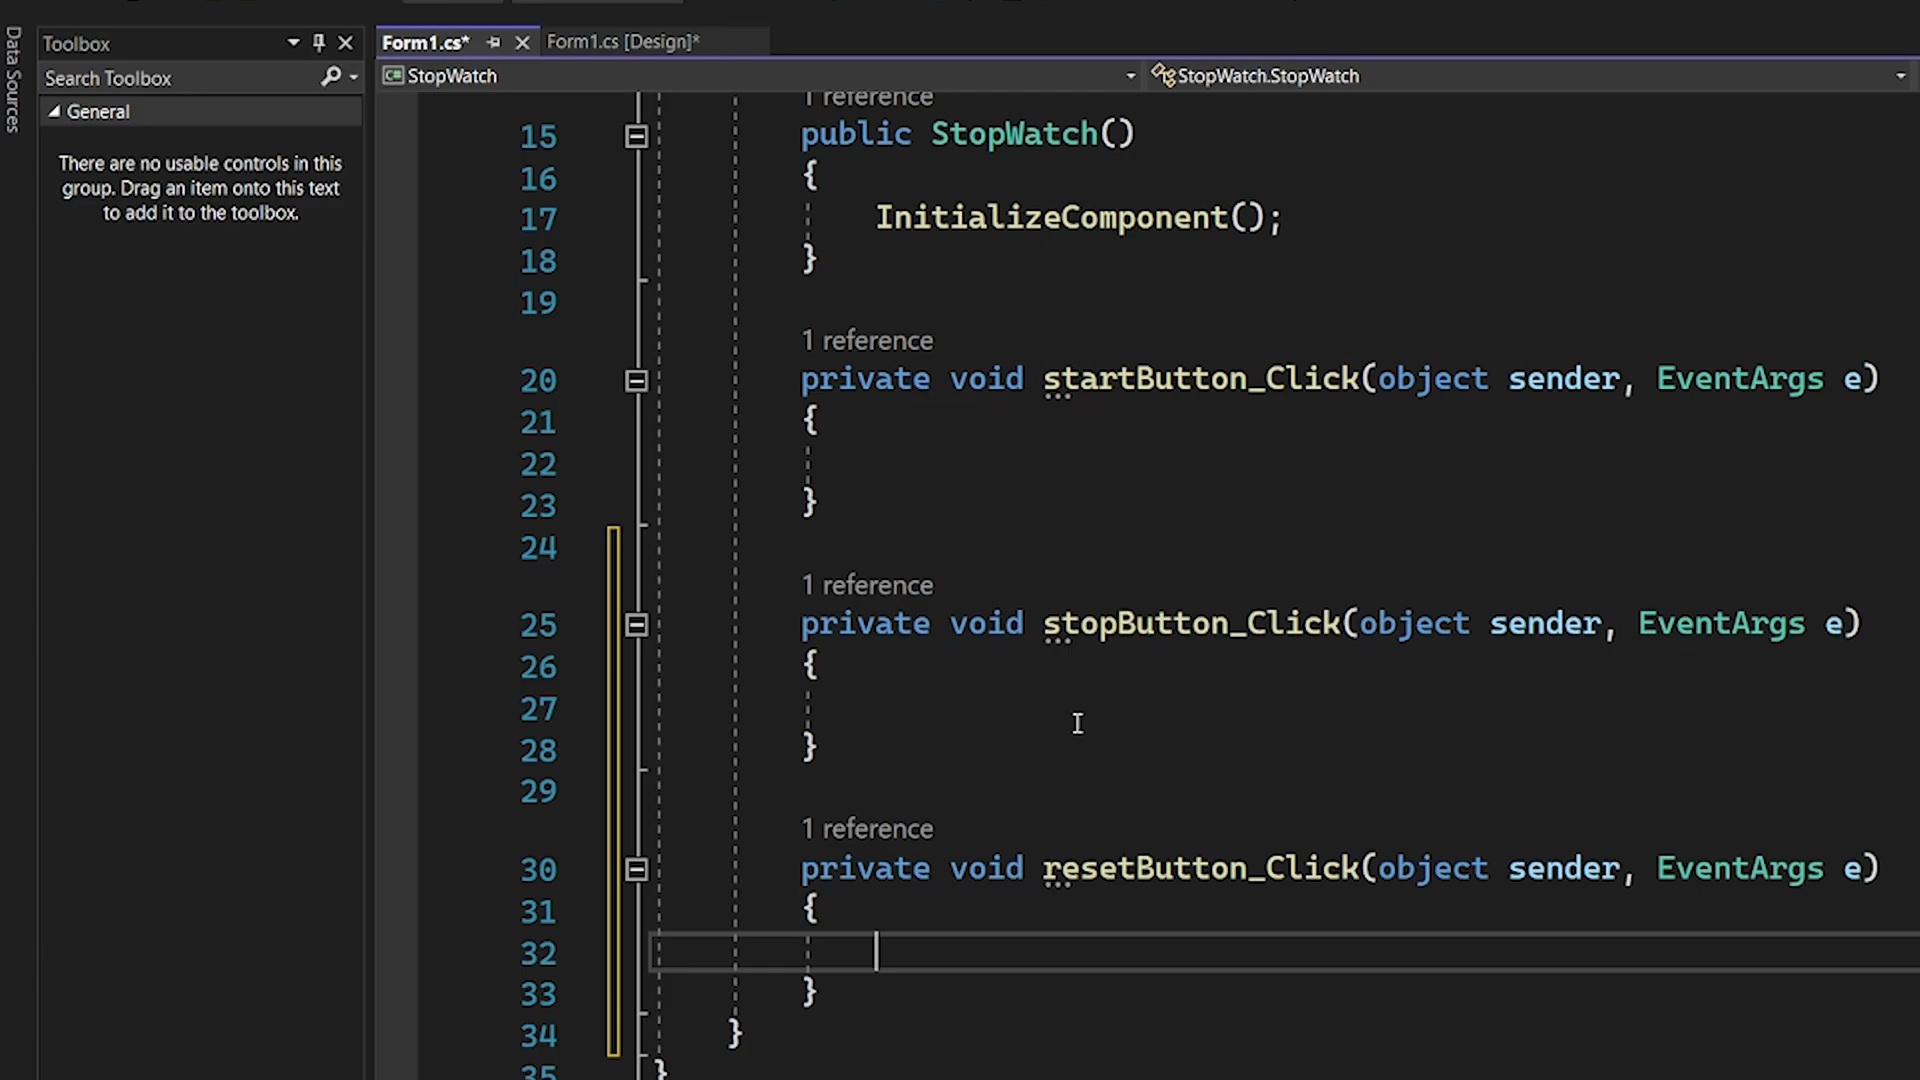 Data Sources
Toolbox
Search Toolbox
General
There are no usable controls in this
group. Drag an item onto this text
to add it to the toolbox.
Form1.cs*
Form1.cs [Design]*
C# StopWatch
StopWatch.StopWatch
1 reference
15 public StopWatch()
16 {
17 InitializeComponent();
18 }
19
1 reference
20 private void startButton_Click(object sender, EventArgs e)
21 {
22
23 }
24
1 reference
25 private void stopButton_Click(object sender, EventArgs e)
26 {
27
28 }
29
1 reference
30 private void resetButton_Click(object sender, EventArgs e)
31 {
32
33 }
34 }
35 }